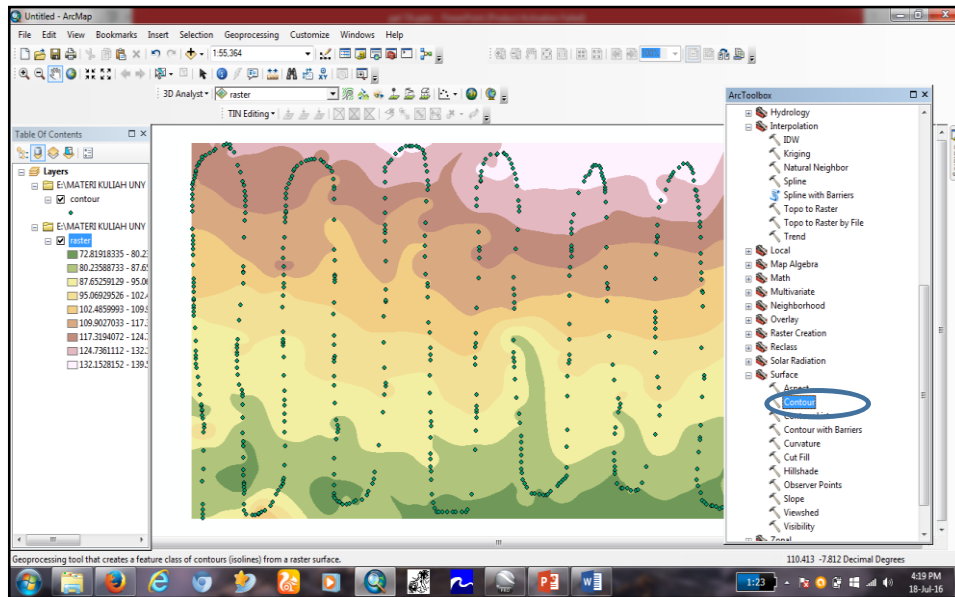 Untitled - ArcMap
File Edit View Bookmarks Insert Selection Geoprocessing Customize Windows Help
1:55,364
3D Analyst raster
TIN Editing
Table Of Contents
Layers
E:\MATERI KULIAH UNY
contour
E:\MATERI KULIAH UNY
raster
72.81918335 - 80.2
80.23588733 - 87.6
87.65259129 - 95.0
95.06929526 - 102.4
102.4859993 - 109.9
109.9027033 - 117.3
117.3194072 - 124.
124.7361112 - 132.
132.1528152 - 139.5
ArcToolbox
Hydrology
Interpolation
IDW
Kriging
Natural Neighbor
Spline
Spline with Barriers
Topo to Raster
Topo to Raster by File
Trend
Local
Map Algebra
Math
Multivariate
Neighborhood
Overlay
Raster Creation
Reclass
Solar Radiation
Surface
Aspect
Contour
Contour with Barriers
Curvature
Cut Fill
Hillshade
Observer Points
Slope
Viewshed
Visibility
Zonal
Geoprocessing tool that creates a feature class of contours (isolines) from a raster surface.
110.413 -7.812 Decimal Degrees
1:23
4:19 PM
18-Jul-16